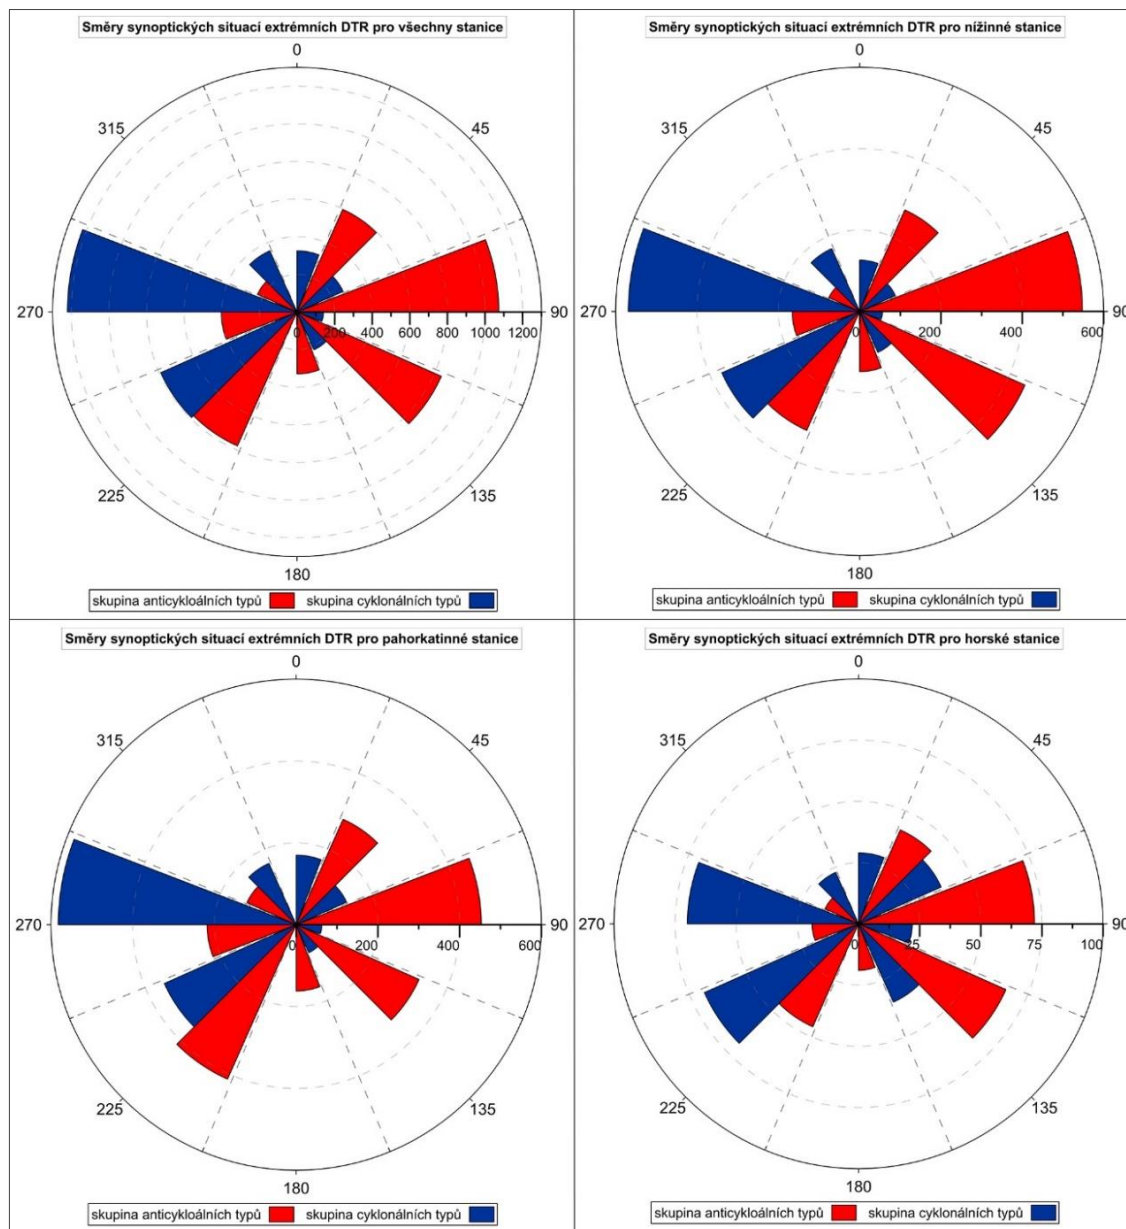 Směry synoptických situací extrémních DTR pro všechny stanice
0
315
45
270
0 200 400 600 800 1000 1200
90
225
135
180
skupina anticykloálních typů
skupina cyklonálních typů
Směry synoptických situací extrémních DTR pro nížinné stanice
0
315
45
270
0 200 400 600
90
225
135
180
skupina anticykloálních typů
skupina cyklonálních typů
Směry synoptických situací extrémních DTR pro pahorkatinné stanice
0
315
45
270
0 200 400 600
90
225
135
180
skupina anticykloálních typů
skupina cyklonálních typů
Směry synoptických situací extrémních DTR pro horské stanice
0
315
45
270
0 25 50 75 100
90
225
135
180
skupina anticykloálních typů
skupina cyklonálních typů